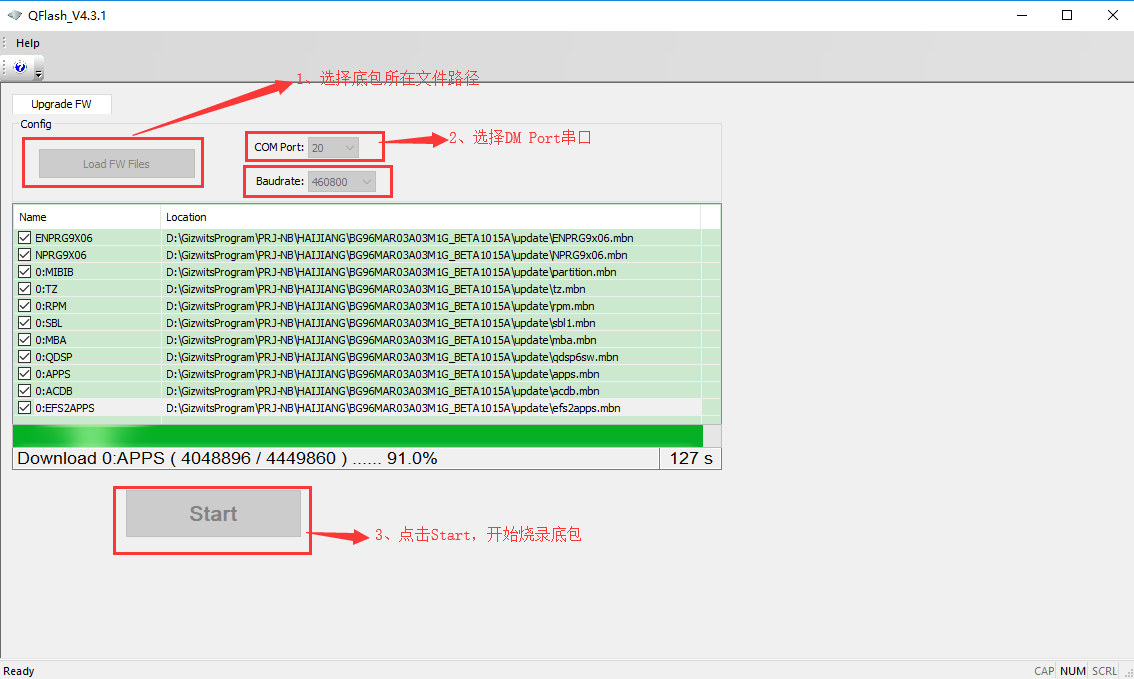 QFlash_V4.3.1
Help
1、选择底包所在文件路径
Upgrade FW
Config
Load FW Files
COM Port: 20
2、选择DM Port串口
Baudrate: 460800
Name Location
ENPRG9X06 D:\GizwitsProgram\PRJ-NB\HAIJIANG\BG96MAR03A03M1G_BETA1015A\update\ENPRG9x06.mbn
NPRG9X06 D:\GizwitsProgram\PRJ-NB\HAIJIANG\BG96MAR03A03M1G_BETA1015A\update\NPRG9x06.mbn
0:MIBIB D:\GizwitsProgram\PRJ-NB\HAIJIANG\BG96MAR03A03M1G_BETA1015A\update\partition.mbn
0:TZ D:\GizwitsProgram\PRJ-NB\HAIJIANG\BG96MAR03A03M1G_BETA1015A\update\tz.mbn
0:RPM D:\GizwitsProgram\PRJ-NB\HAIJIANG\BG96MAR03A03M1G_BETA1015A\update\rpm.mbn
0:SBL D:\GizwitsProgram\PRJ-NB\HAIJIANG\BG96MAR03A03M1G_BETA1015A\update\sbl1.mbn
0:MBA D:\GizwitsProgram\PRJ-NB\HAIJIANG\BG96MAR03A03M1G_BETA1015A\update\mba.mbn
0:QDSP D:\GizwitsProgram\PRJ-NB\HAIJIANG\BG96MAR03A03M1G_BETA1015A\update\qdsp6sw.mbn
0:APPS D:\GizwitsProgram\PRJ-NB\HAIJIANG\BG96MAR03A03M1G_BETA1015A\update\apps.mbn
0:ACDB D:\GizwitsProgram\PRJ-NB\HAIJIANG\BG96MAR03A03M1G_BETA1015A\update\acdb.mbn
0:EFS2APPS D:\GizwitsProgram\PRJ-NB\HAIJIANG\BG96MAR03A03M1G_BETA1015A\update\efs2apps.mbn
Download 0:APPS ( 4048896 / 4449860 ) ...... 91.0% 127 s
Start
3、点击Start，开始烧录底包
Ready CAP NUM SCRL